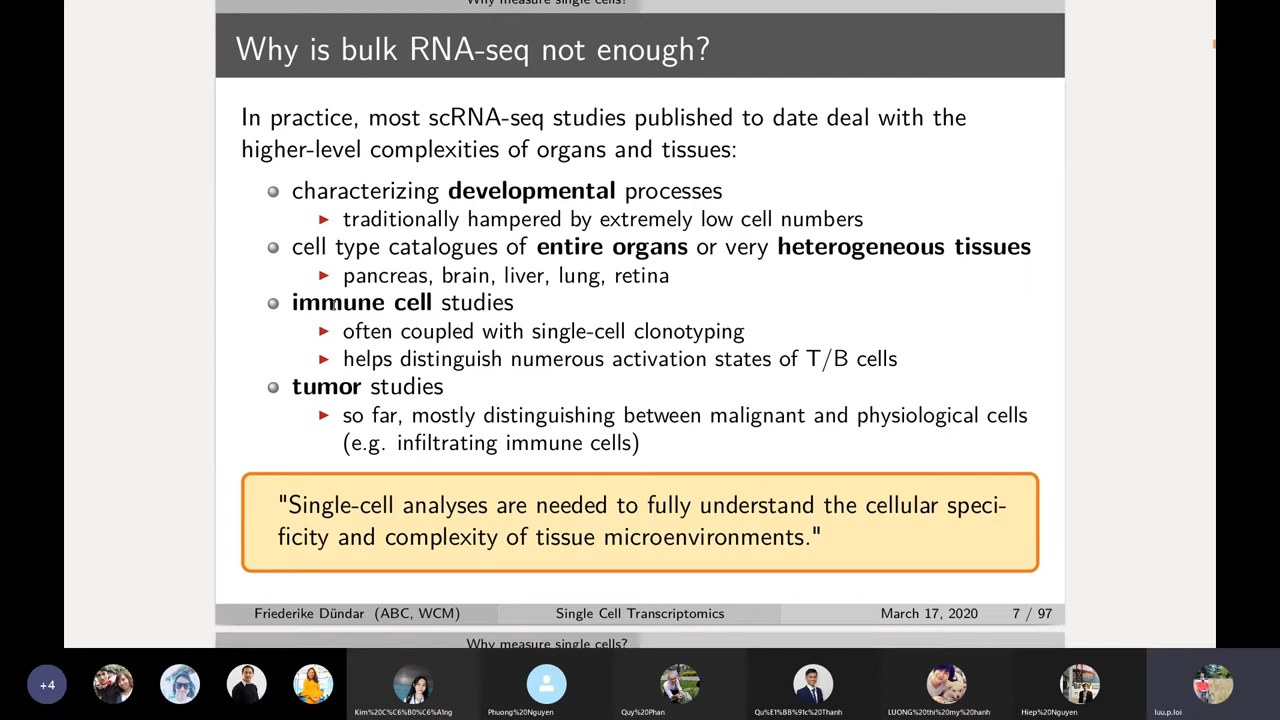 Why measure single cells?
Why is bulk RNA-seq not enough?
In practice, most scRNA-seq studies published to date deal with the
higher-level complexities of organs and tissues:
characterizing developmental processes
traditionally hampered by extremely low cell numbers
cell type catalogues of entire organs or very heterogeneous tissues
pancreas, brain, liver, lung, retina
immune cell studies
often coupled with single-cell clonotyping
helps distinguish numerous activation states of T/B cells
tumor studies
so far, mostly distinguishing between malignant and physiological cells
(e.g. infiltrating immune cells)
"Single-cell analyses are needed to fully understand the cellular speci-
ficity and complexity of tissue microenvironments."
Friederike Dündar (ABC, WCM) Single Cell Transcriptomics March 17, 2020 7 / 97
Why measure single cells?
+4
Kim%20C%C6%B0%C6%A1ng Phuong%20Nguyen Quy%20Phan Qu%E1%BB%91c%20Thanh LUONG%20thi%20my%20hanh Hiep%20Nguyen luu.p.loi